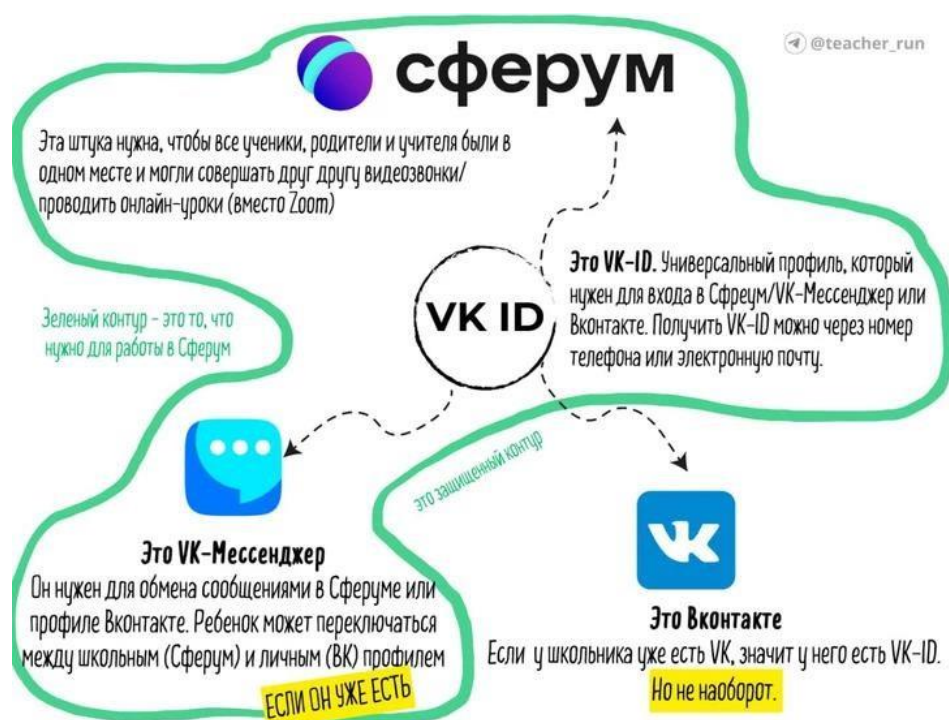 @teacher_run
сферум
Эта штука нужна, чтобы все ученики, родители и учителя были в
одном месте и могли совершать друг другу видеозвонки/
проводить онлайн-уроки (вместо Zoom)
Это VK-ID. Универсальный профиль, который
нужен для входа в Сфреум/VK-Мессенджер или
Вконтакте. Получить VK-ID можно через номер
телефона или электронную почту.
VK ID
Зеленый контур – это то, что
нужно для работы в Сферум
это защищенный контур
Это VK-Мессенджер
Он нужен для обмена сообщениями в Сферуме или
профиле Вконтакте. Ребенок может переключаться
между школьным (Сферум) и личным (ВК) профилем
ЕСЛИ ОН УЖЕ ЕСТЬ
VK
Это Вконтакте
Если у школьника уже есть VK, значит у него есть VK-ID.
Но не наоборот.